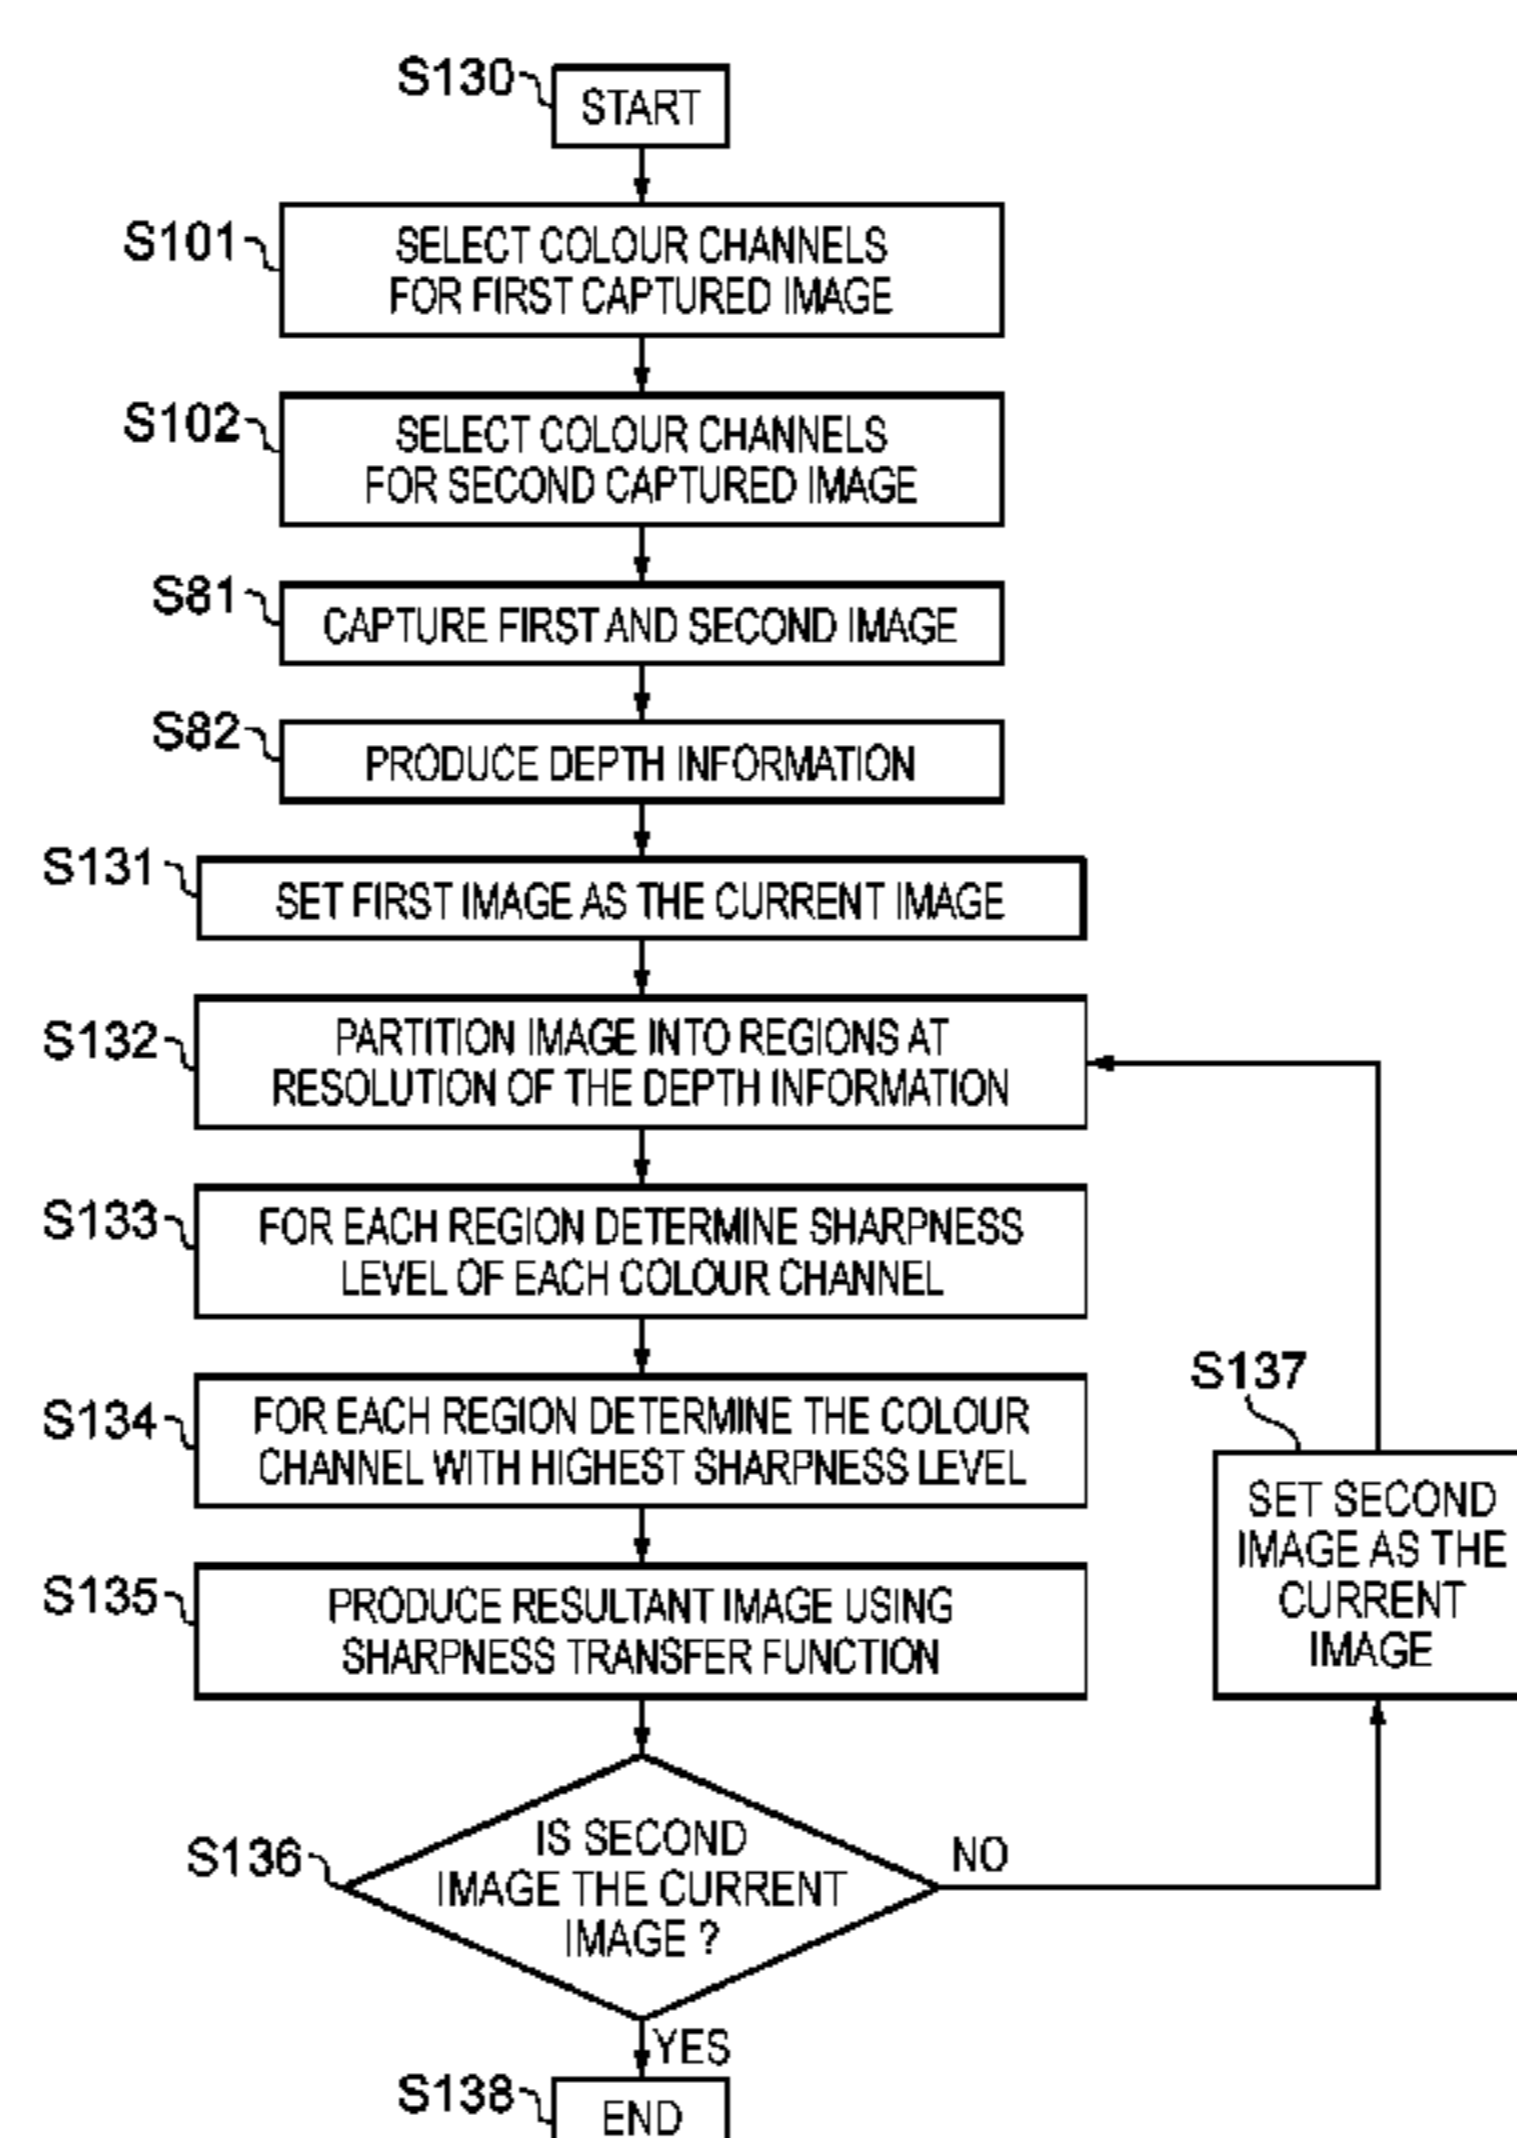 S130
START
S101
SELECT COLOUR CHANNELS
FOR FIRST CAPTURED IMAGE
S102
SELECT COLOUR CHANNELS
FOR SECOND CAPTURED IMAGE
S81
CAPTURE FIRST AND SECOND IMAGE
S82
PRODUCE DEPTH INFORMATION
S131
SET FIRST IMAGE AS THE CURRENT IMAGE
S132
PARTITION IMAGE INTO REGIONS AT
RESOLUTION OF THE DEPTH INFORMATION
S133
FOR EACH REGION DETERMINE SHARPNESS
LEVEL OF EACH COLOUR CHANNEL
S134
FOR EACH REGION DETERMINE THE COLOUR
CHANNEL WITH HIGHEST SHARPNESS LEVEL
S135
PRODUCE RESULTANT IMAGE USING
SHARPNESS TRANSFER FUNCTION
S136
IS SECOND
IMAGE THE CURRENT
IMAGE ?
NO
S137
SET SECOND
IMAGE AS THE
CURRENT
IMAGE
YES
S138
END